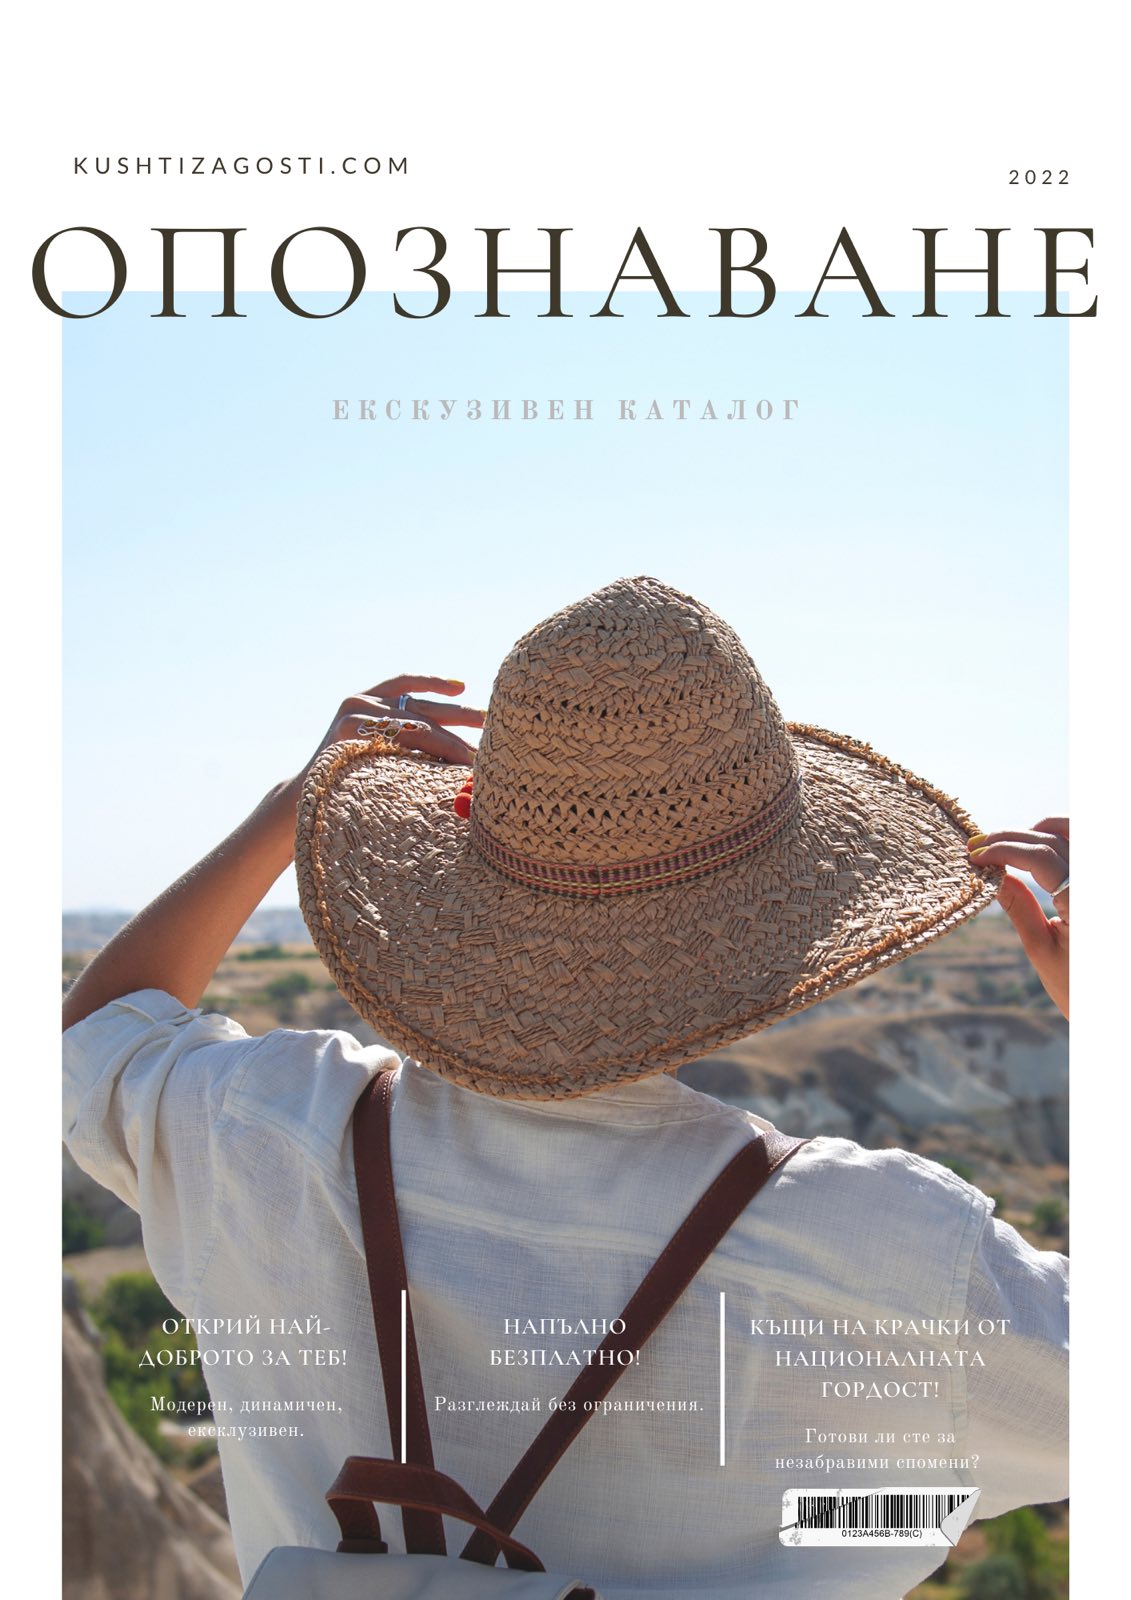 KUSHTIZAGOSTI.COM
2022
ОПОЗНАВАНЕ
ЕКСКУЗИВЕН КАТАЛОГ
ОТКРИЙ НАЙ-
ДОБРОТО ЗА ТЕБ!
Модерен, динамичен,
ексклузивен.
НАПЪЛНО
БЕЗПЛАТНО!
Разглеждай без ограничения.
КЪЩИ НА КРАЧКИ ОТ
НАЦИОНАЛНАТА
ГОРДОСТ!
Готови ли сте за
незабравими спомени?
0123A456B-789(C)